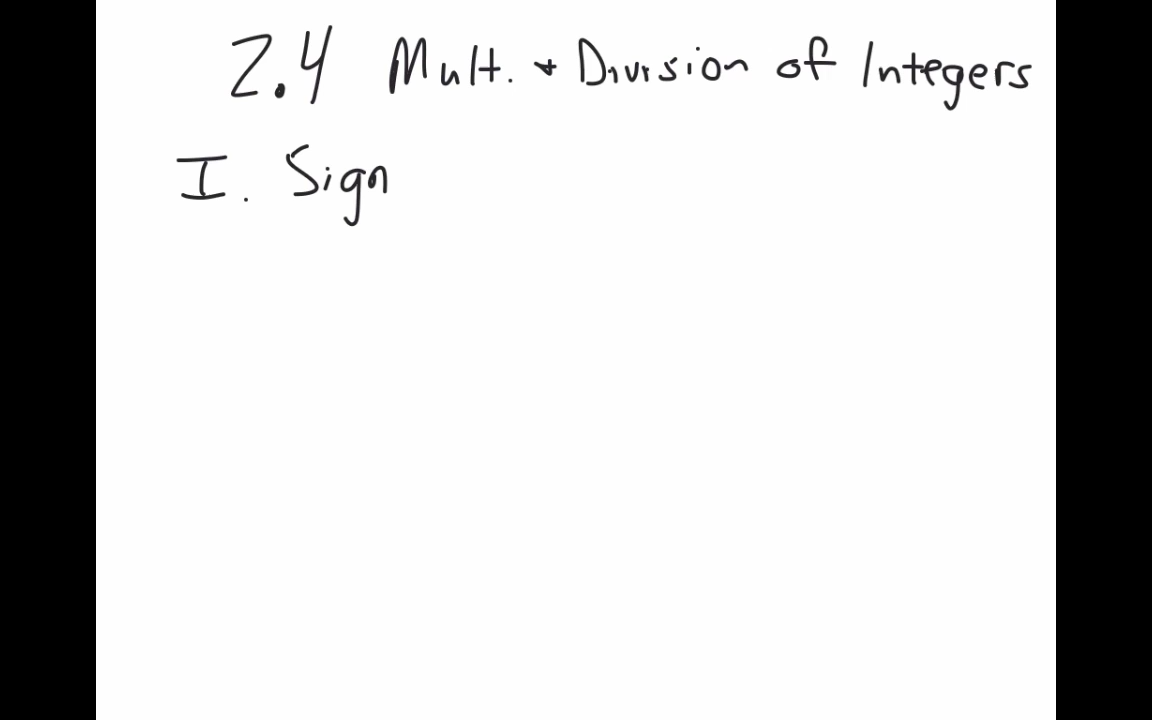 2.4 Mult. + Division of Integers
I. Sign